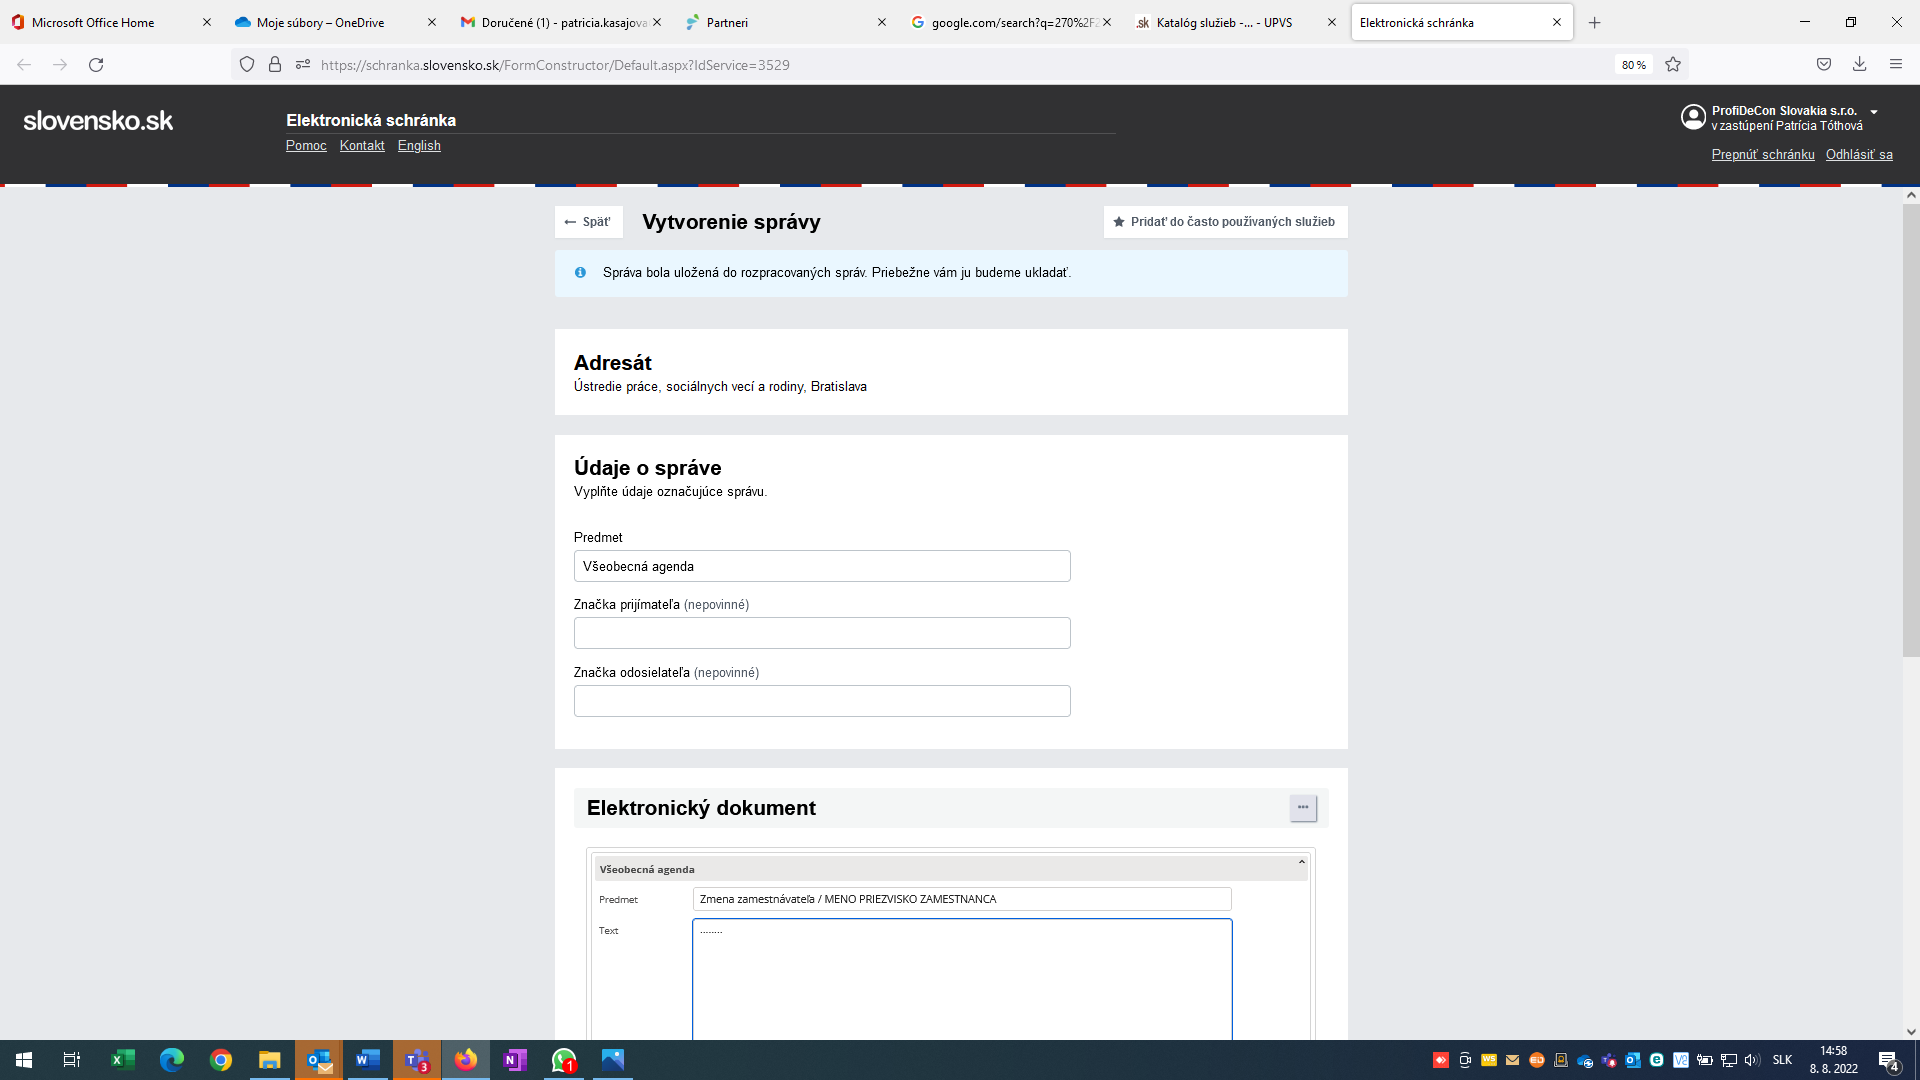 Microsoft Office Home
Moje súbory – OneDrive
Doručené (1) - patricia.kasajova
Partneri
google.com/search?q=270%2F2
.sk Katalóg služieb -... - UPVS
Elektronická schránka
https://schranka.slovensko.sk/FormConstructor/Default.aspx?IdService=3529
80 %
slovensko.sk
Elektronická schránka
Pomoc Kontakt English
ProfiDeCon Slovakia s.r.o.
v zastúpení Patrícia Tóthová
Prepnúť schránku Odhlásiť sa
← Späť
Vytvorenie správy
Pridať do často používaných služieb
Správa bola uložená do rozpracovaných správ. Priebežne vám ju budeme ukladať.
Adresát
Ústredie práce, sociálnych vecí a rodiny, Bratislava
Údaje o správe
Vyplňte údaje označujúce správu.
Predmet
Všeobecná agenda
Značka prijímateľa (nepovinné)
Značka odosielateľa (nepovinné)
Elektronický dokument
Všeobecná agenda
Predmet
Zmena zamestnávateľa / MENO PRIEZVISKO ZAMESTNANCA
Text
........
3
1
SLK
14:58
8. 8. 2022
4